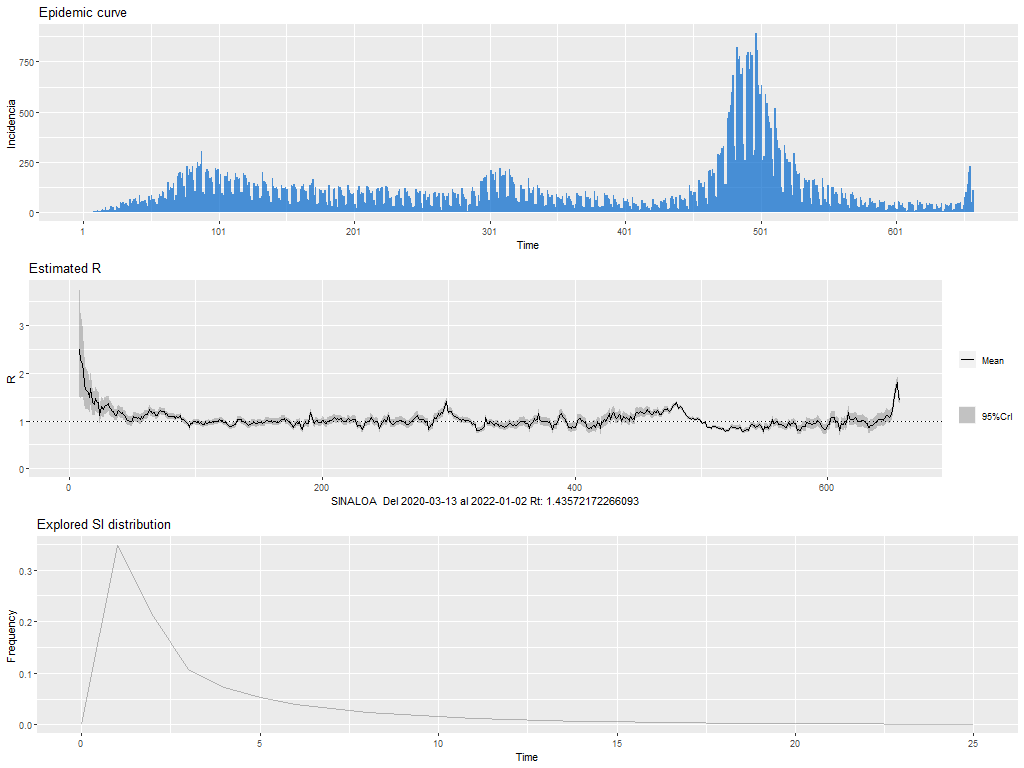 Epidemic curve
Incidencia
750
500
250
0
1
101
201
301
401
501
601
Time
Estimated R
R
3
2
1
0
0
200
400
600
SINALOA Del 2020-03-13 al 2022-01-02 Rt: 1.43572172266093
Mean
95%CrI
Explored SI distribution
Frequency
0.3
0.2
0.1
0.0
0
5
10
15
20
25
Time